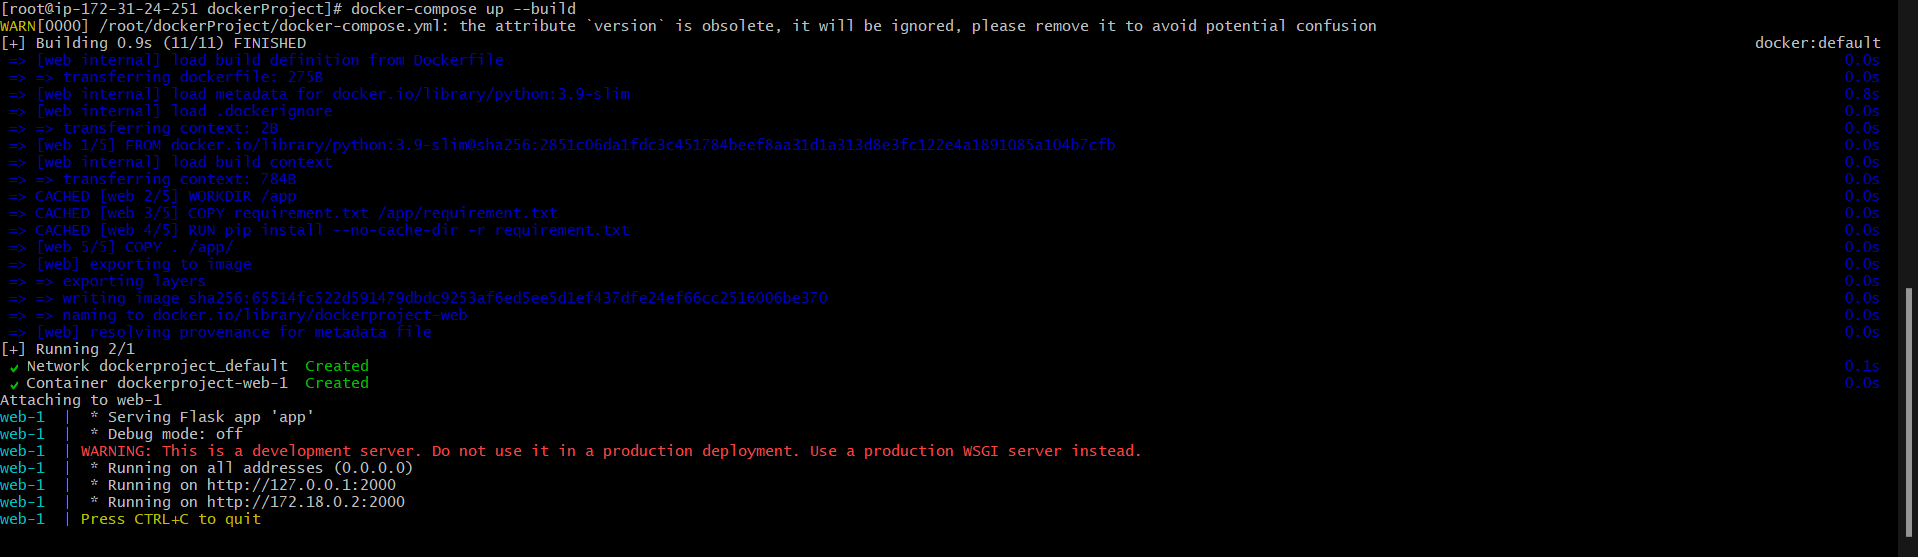 [root@ip-172-31-24-251 dockerProject]# docker-compose up --build
WARN[0000] /root/dockerProject/docker-compose.yml: the attribute `version` is obsolete, it will be ignored, please remove it to avoid potential confusion
[+] Building 0.9s (11/11) FINISHED docker:default
=> [web internal] load build definition from Dockerfile 0.0s
=> => transferring dockerfile: 275B 0.0s
=> [web internal] load metadata for docker.io/library/python:3.9-slim 0.8s
=> [web internal] load .dockerignore 0.0s
=> => transferring context: 2B 0.0s
=> [web 1/5] FROM docker.io/library/python:3.9-slim@sha256:2851c06da1fdc3c451784beef8aa31d1a313d8e3fc122e4a1891085a104b7cfb 0.0s
=> [web internal] load build context 0.0s
=> => transferring context: 784B 0.0s
=> CACHED [web 2/5] WORKDIR /app 0.0s
=> CACHED [web 3/5] COPY requirement.txt /app/requirement.txt 0.0s
=> CACHED [web 4/5] RUN pip install --no-cache-dir -r requirement.txt 0.0s
=> [web 5/5] COPY . /app/ 0.0s
=> [web] exporting to image 0.0s
=> => exporting layers 0.0s
=> => writing image sha256:65514fc522d591479dbdc9253af6ed5ee5d1ef437dfe24ef66cc2516006be370 0.0s
=> => naming to docker.io/library/dockerproject-web 0.0s
=> [web] resolving provenance for metadata file 0.0s
[+] Running 2/1
✔ Network dockerproject_default Created 0.1s
✔ Container dockerproject-web-1 Created 0.0s
Attaching to web-1
web-1 | * Serving Flask app 'app'
web-1 | * Debug mode: off
web-1 | WARNING: This is a development server. Do not use it in a production deployment. Use a production WSGI server instead.
web-1 | * Running on all addresses (0.0.0.0)
web-1 | * Running on http://127.0.0.1:2000
web-1 | * Running on http://172.18.0.2:2000
web-1 | Press CTRL+C to quit